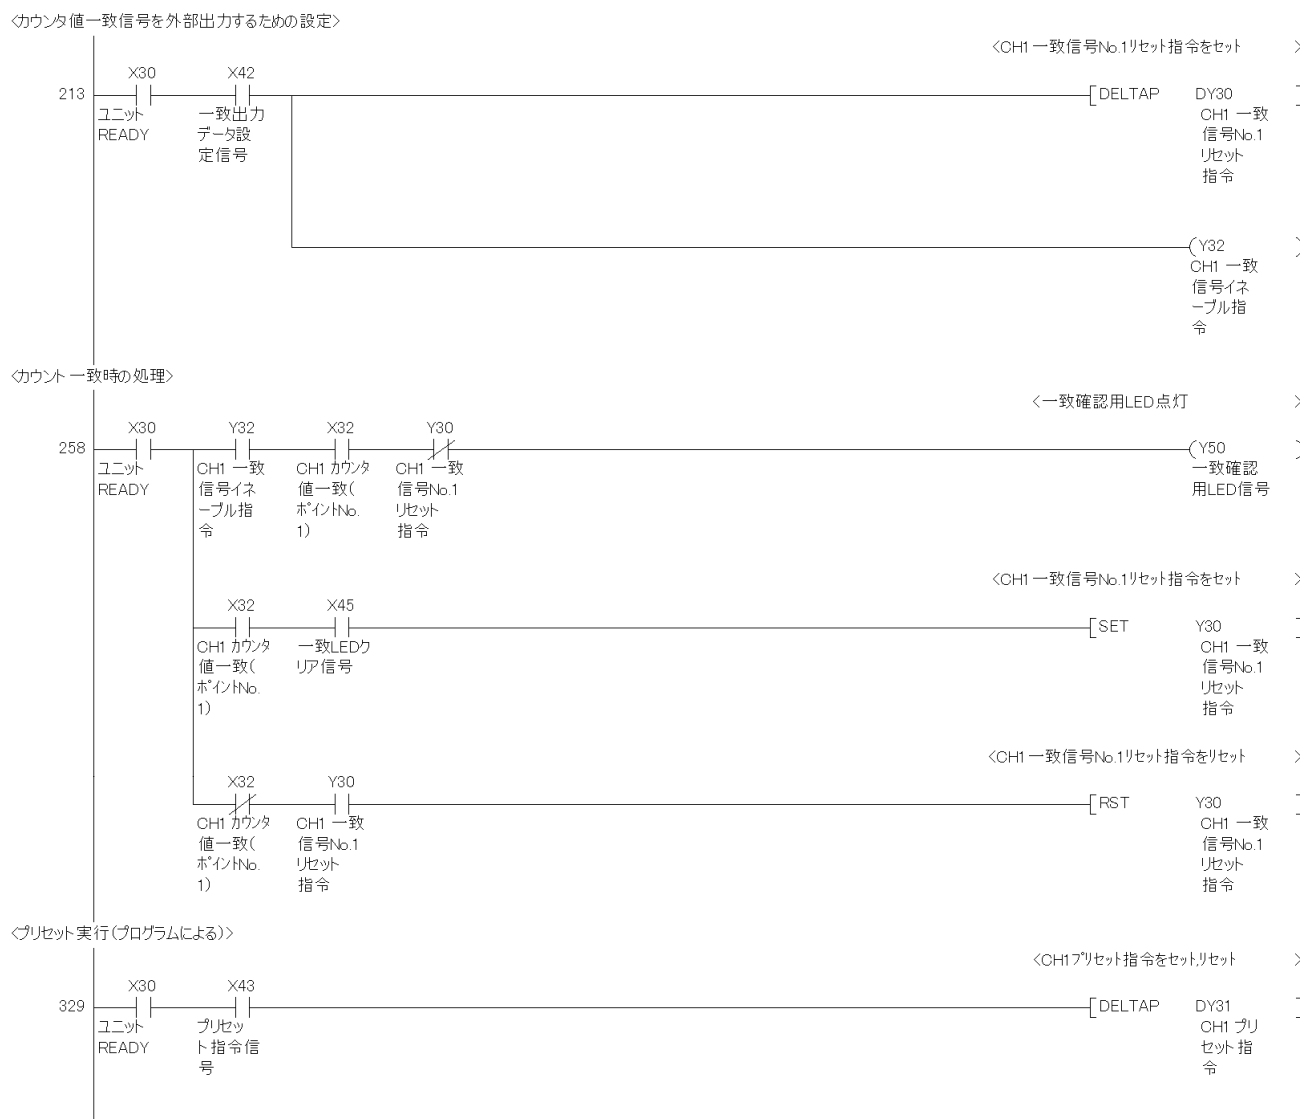 <カウンタ値一致信号を外部出力するための設定>
<CH1 一致信号No.1リセット指令をセット >
X30 X42
213 DELTAP DY30
ユニット
READY
一致出力
データ設
定信号
CH1 一致
信号No.1
リセット
指令
Y32
CH1 一致
信号イネ
ーブル指
令
<カウント一致時の処理>
<一致確認用LED点灯 >
X30 Y32 X32 Y30
258 Y50
ユニット
READY
CH1 一致
信号イネ
ーブル指
令
CH1 カウンタ
値一致(
ポイントNo.
1)
CH1 一致
信号No.1
リセット
指令
一致確認
用LED信号
<CH1 一致信号No.1リセット指令をセット >
X32 X45
SET Y30
CH1 カウンタ
値一致(
ポイントNo.
1)
一致LEDク
リア信号
CH1 一致
信号No.1
リセット
指令
<CH1 一致信号No.1リセット指令をリセット >
X32 Y30
RST Y30
CH1 カウンタ
値一致(
ポイントNo.
1)
CH1 一致
信号No.1
リセット
指令
CH1 一致
信号No.1
リセット
指令
<プリセット実行(プログラムによる)>
<CH1プリセット指令をセット,リセット >
X30 X43
329 DELTAP DY31
ユニット
READY
プリセッ
ト指令信
号
CH1 プリ
セット指
令